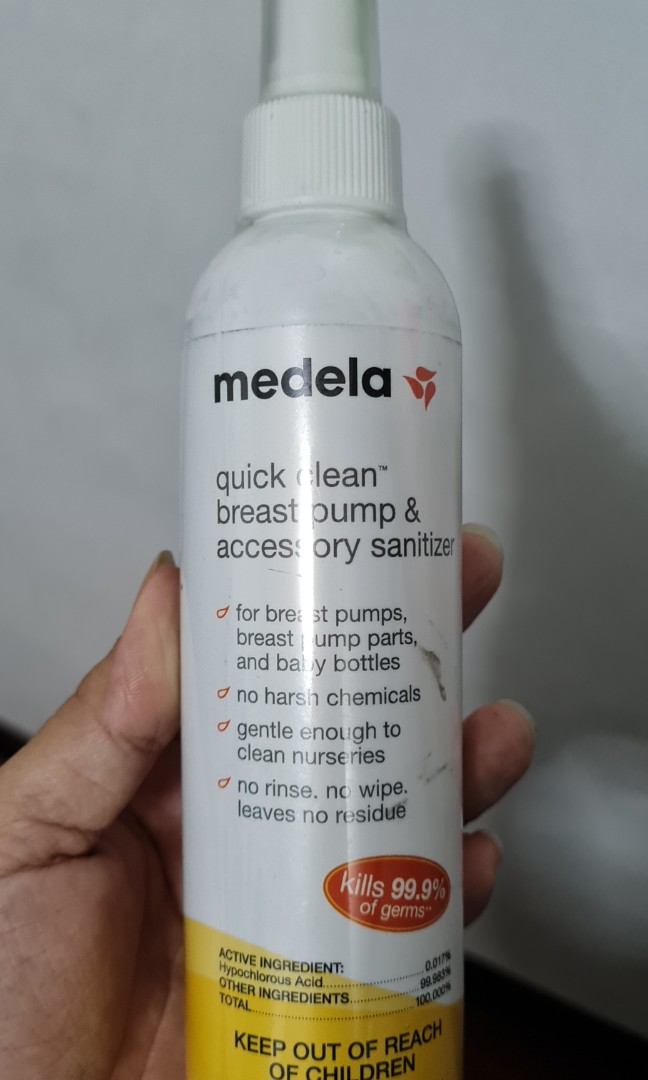 medela
quick clean™
breast pump &
accessory sanitizer
for breast pumps,
breast pump parts,
and baby bottles
no harsh chemicals
gentle enough to
clean nurseries
no rinse. no wipe.
leaves no residue
kills 99.9%
of germs**
ACTIVE INGREDIENT:
Hypochlorous Acid.......................... 0.017%
OTHER INGREDIENTS.................. 99.983%
TOTAL............................................ 100.000%
KEEP OUT OF REACH
OF CHILDREN